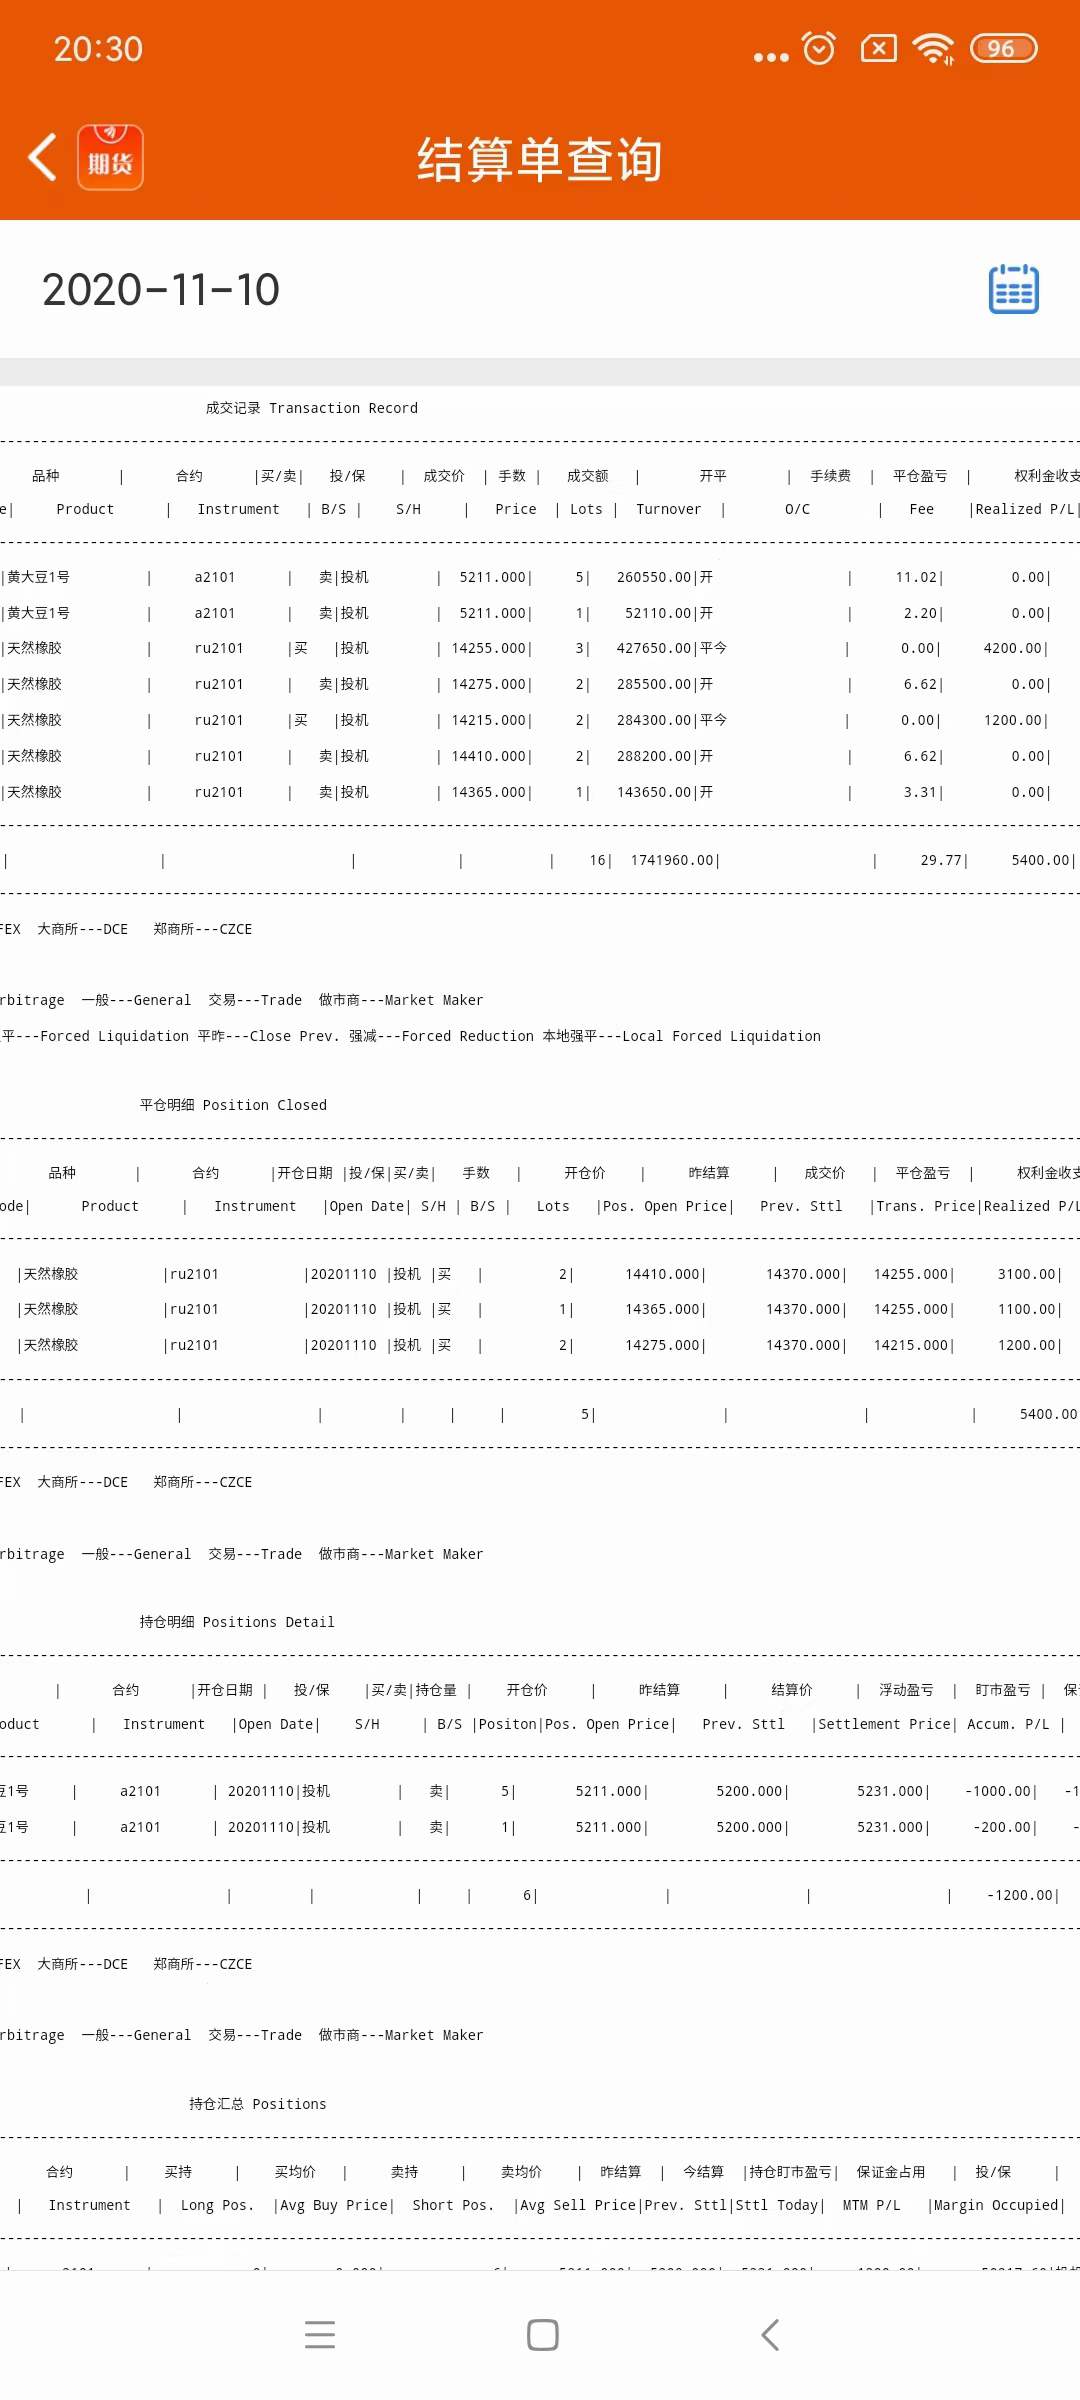 20:30
96
期货
结算单查询
2020-11-10
成交记录 Transaction Record
品种 | 合约 |买/卖| 投/保 | 成交价 | 手数 | 成交额 | 开平 | 手续费 | 平仓盈亏 | 权利金收支
e| Product | Instrument | B/S | S/H | Price | Lots | Turnover | O/C | Fee |Realized P/L|
|黄大豆1号 | a2101 | 卖|投机 | 5211.000| 5| 260550.00|开 | 11.02| 0.00|
|黄大豆1号 | a2101 | 卖|投机 | 5211.000| 1| 52110.00|开 | 2.20| 0.00|
|天然橡胶 | ru2101 |买 |投机 | 14255.000| 3| 427650.00|平今 | 0.00| 4200.00|
|天然橡胶 | ru2101 | 卖|投机 | 14275.000| 2| 285500.00|开 | 6.62| 0.00|
|天然橡胶 | ru2101 |买 |投机 | 14215.000| 2| 284300.00|平今 | 0.00| 1200.00|
|天然橡胶 | ru2101 | 卖|投机 | 14410.000| 2| 288200.00|开 | 6.62| 0.00|
|天然橡胶 | ru2101 | 卖|投机 | 14365.000| 1| 143650.00|开 | 3.31| 0.00|
| | | | | 16| 1741960.00| | 29.77| 5400.00|
FEX 大商所---DCE 郑商所---CZCE
rbitrage 一般---General 交易---Trade 做市商---Market Maker
平---Forced Liquidation 平昨---Close Prev. 强减---Forced Reduction 本地强平---Local Forced Liquidation
平仓明细 Position Closed
品种 | 合约 |开仓日期 |投/保|买/卖| 手数 | 开仓价 | 昨结算 | 成交价 | 平仓盈亏 | 权利金收支
ode| Product | Instrument |Open Date| S/H | B/S | Lots |Pos. Open Price| Prev. Sttl |Trans. Price|Realized P/L
|天然橡胶 |ru2101 |20201110 |投机 |买 | 2| 14410.000| 14370.000| 14255.000| 3100.00|
|天然橡胶 |ru2101 |20201110 |投机 |买 | 1| 14365.000| 14370.000| 14255.000| 1100.00|
|天然橡胶 |ru2101 |20201110 |投机 |买 | 2| 14275.000| 14370.000| 14215.000| 1200.00|
| | | | | | 5| | | | 5400.00
FEX 大商所---DCE 郑商所---CZCE
rbitrage 一般---General 交易---Trade 做市商---Market Maker
持仓明细 Positions Detail
| 合约 |开仓日期 | 投/保 |买/卖|持仓量 | 开仓价 | 昨结算 | 结算价 | 浮动盈亏 | 盯市盈亏 | 保
oduct | Instrument |Open Date| S/H | B/S |Positon|Pos. Open Price| Prev. Sttl |Settlement Price| Accum. P/L |
豆1号 | a2101 | 20201110|投机 | 卖| 5| 5211.000| 5200.000| 5231.000| -1000.00| -1
豆1号 | a2101 | 20201110|投机 | 卖| 1| 5211.000| 5200.000| 5231.000| -200.00| -
| | | | | 6| | | | -1200.00|
FEX 大商所---DCE 郑商所---CZCE
rbitrage 一般---General 交易---Trade 做市商---Market Maker
持仓汇总 Positions
合约 | 买持 | 买均价 | 卖持 | 卖均价 | 昨结算 | 今结算 |持仓盯市盈亏| 保证金占用 | 投/保 |
| Instrument | Long Pos. |Avg Buy Price| Short Pos. |Avg Sell Price|Prev. Sttl|Sttl Today| MTM P/L |Margin Occupied|